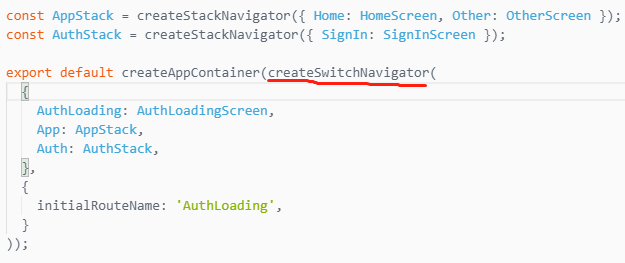 const AppStack = createStackNavigator({ Home: HomeScreen, Other: OtherScreen });
const AuthStack = createStackNavigator({ SignIn: SignInScreen });
export default createAppContainer(createSwitchNavigator(
{
AuthLoading: AuthLoadingScreen,
App: AppStack,
Auth: AuthStack,
},
{
initialRouteName: 'AuthLoading',
}
));